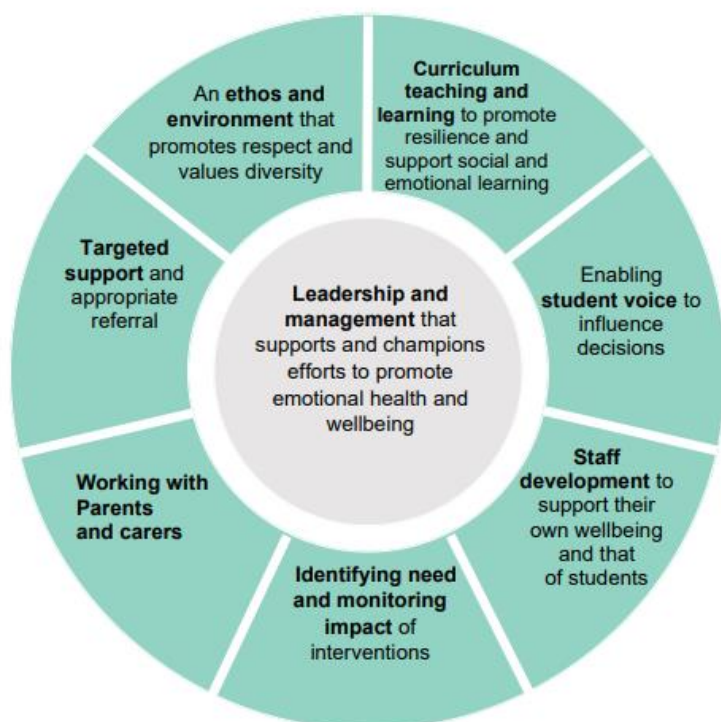 An ethos and
environment that
promotes respect and
values diversity
Curriculum
teaching and
learning to promote
resilience and
support social and
emotional learning
Enabling
student voice to
influence
decisions
Staff
development to
support their
own wellbeing
and that
of students
Identifying need
and monitoring
impact of
interventions
Working with
Parents
and carers
Targeted
support and
appropriate
referral
Leadership and
management that
supports and champions
efforts to promote
emotional health and
wellbeing